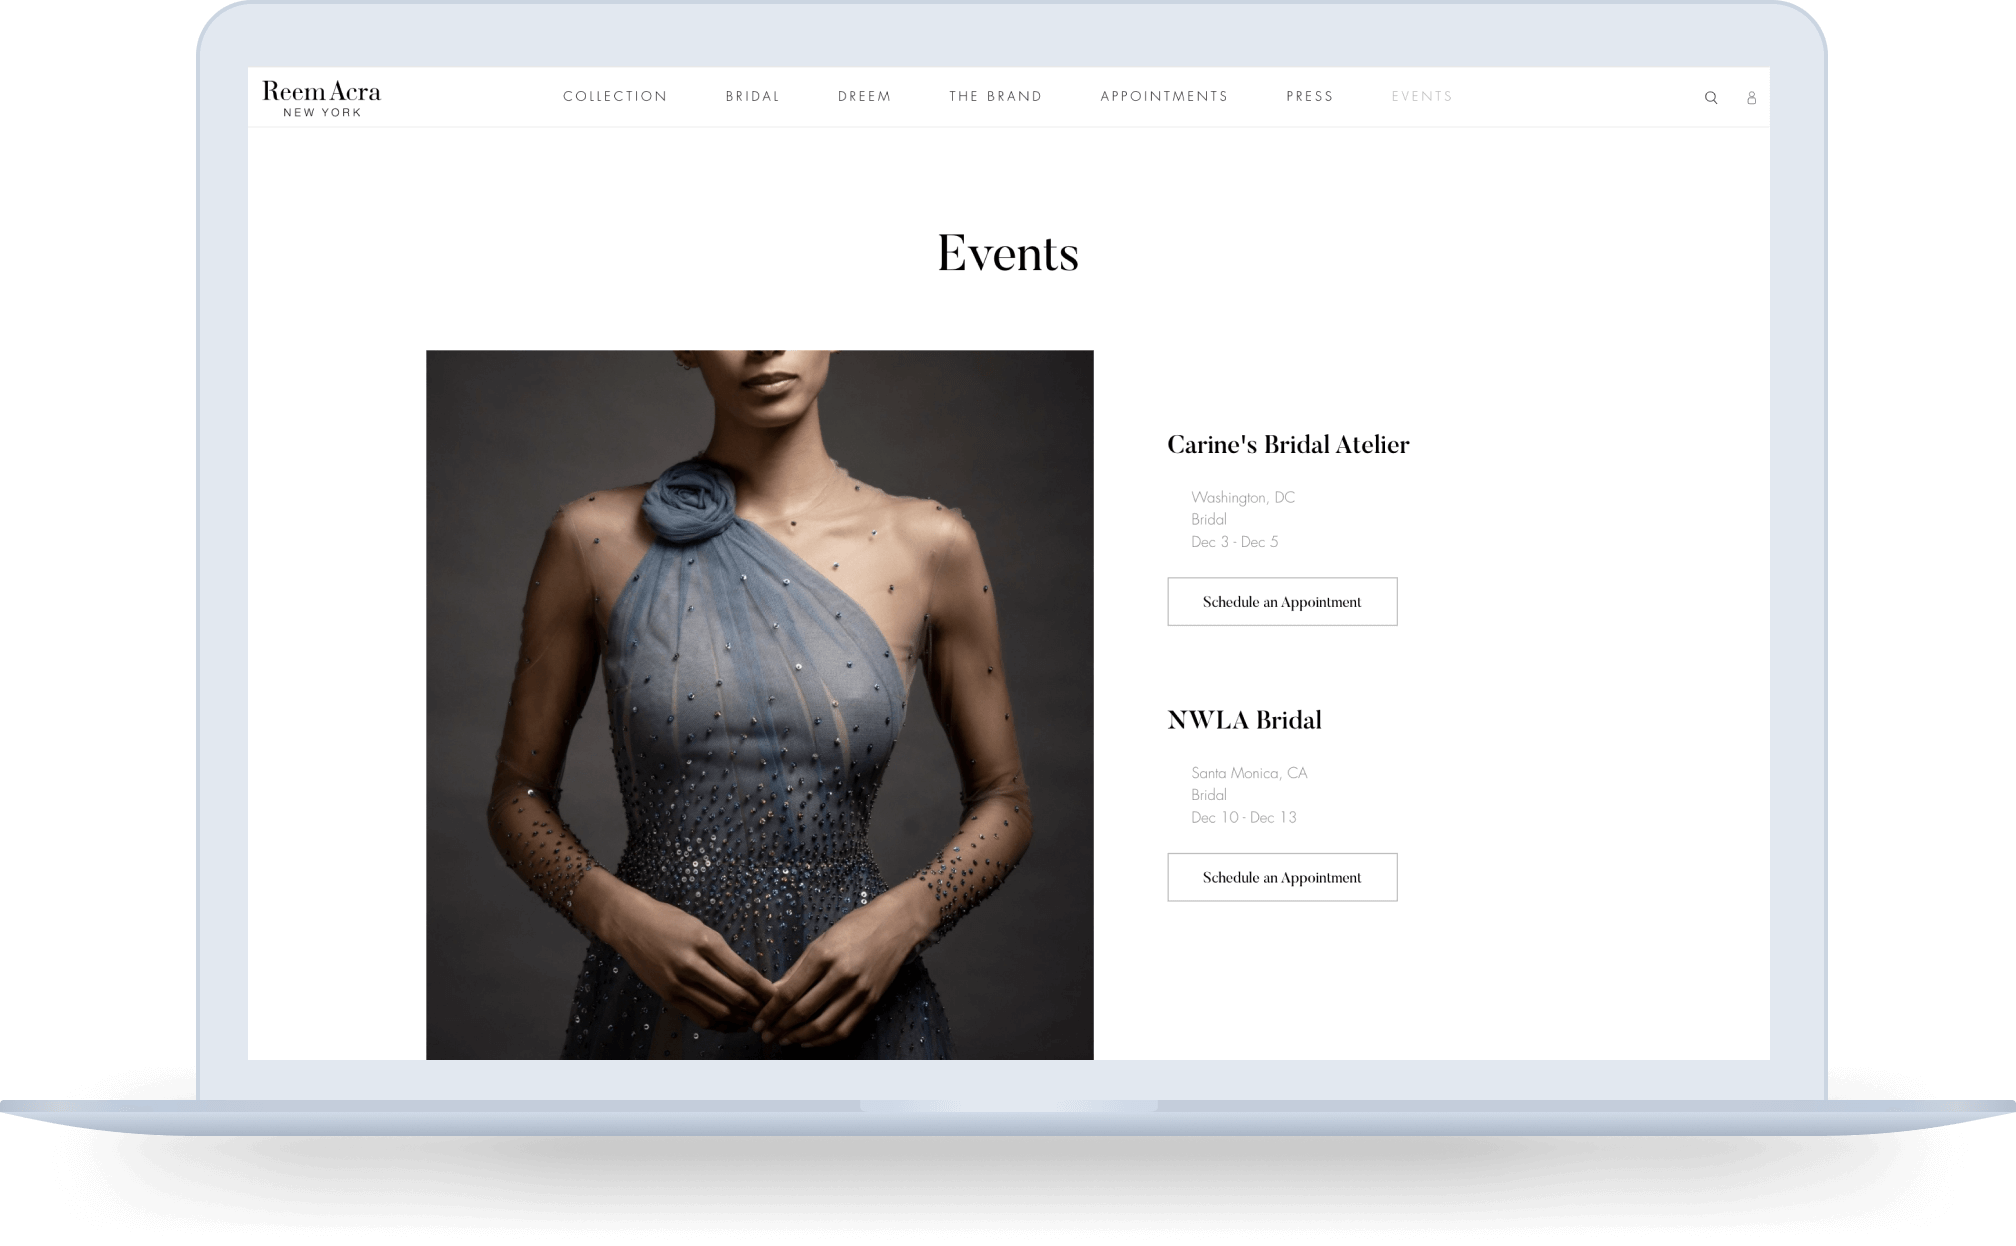 Reem Acra
NEW YORK
COLLECTION
BRIDAL
DREEM
THE BRAND
APPOINTMENTS
PRESS
EVENTS
Events
Carine's Bridal Atelier
Washington, DC
Bridal
Dec 3 - Dec 5
Schedule an Appointment
NWLA Bridal
Santa Monica, CA
Bridal
Dec 10 - Dec 13
Schedule an Appointment